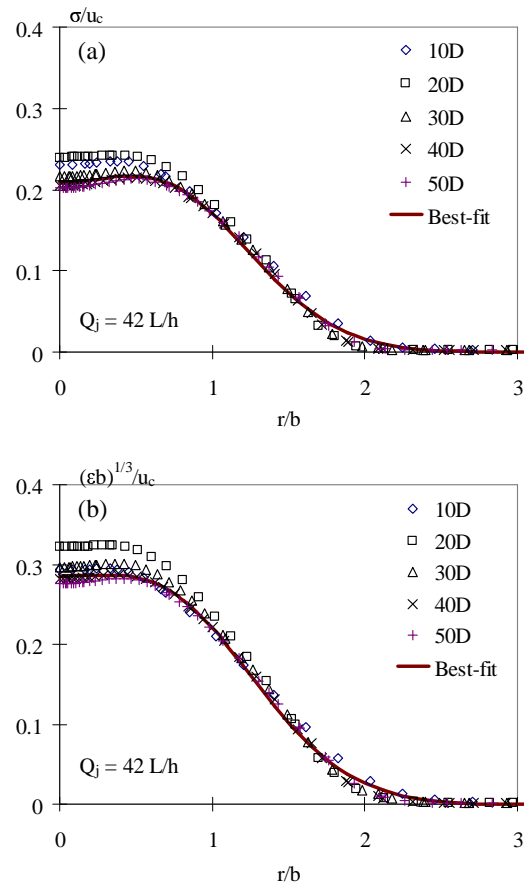 σ/u_c
0.4
(a)
10D
20D
0.3
30D
40D
50D
0.2
Best-fit
0.1
Q_j = 42 L/h
0
0 1 2 3
r/b
(εb)^{1/3}/u_c
0.4
(b)
10D
20D
0.3
30D
40D
50D
0.2
Best-fit
0.1
Q_j = 42 L/h
0
0 1 2 3
r/b